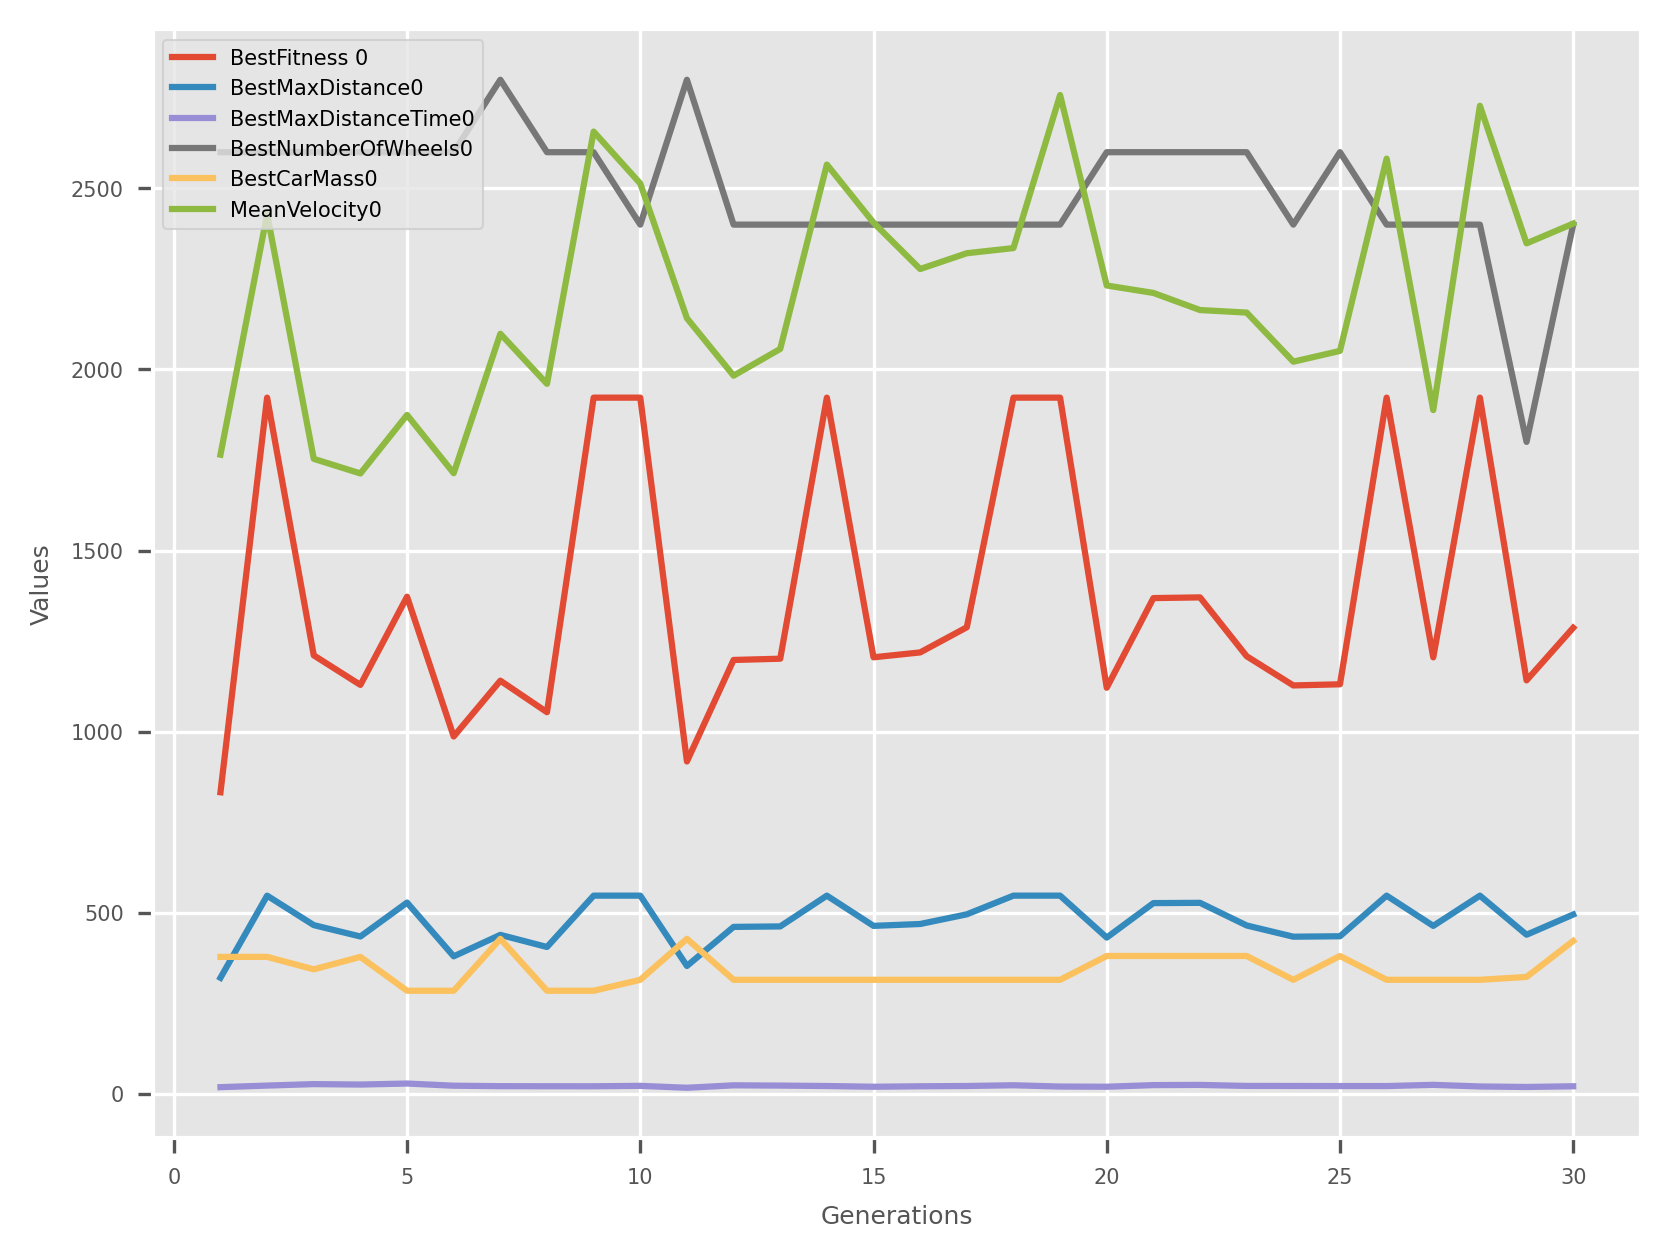 BestFitness 0
BestMaxDistance0
BestMaxDistanceTime0
BestNumberOfWheels0
BestCarMass0
MeanVelocity0
2500
2000
1500
1000
500
0
Values
0 5 10 15 20 25 30
Generations